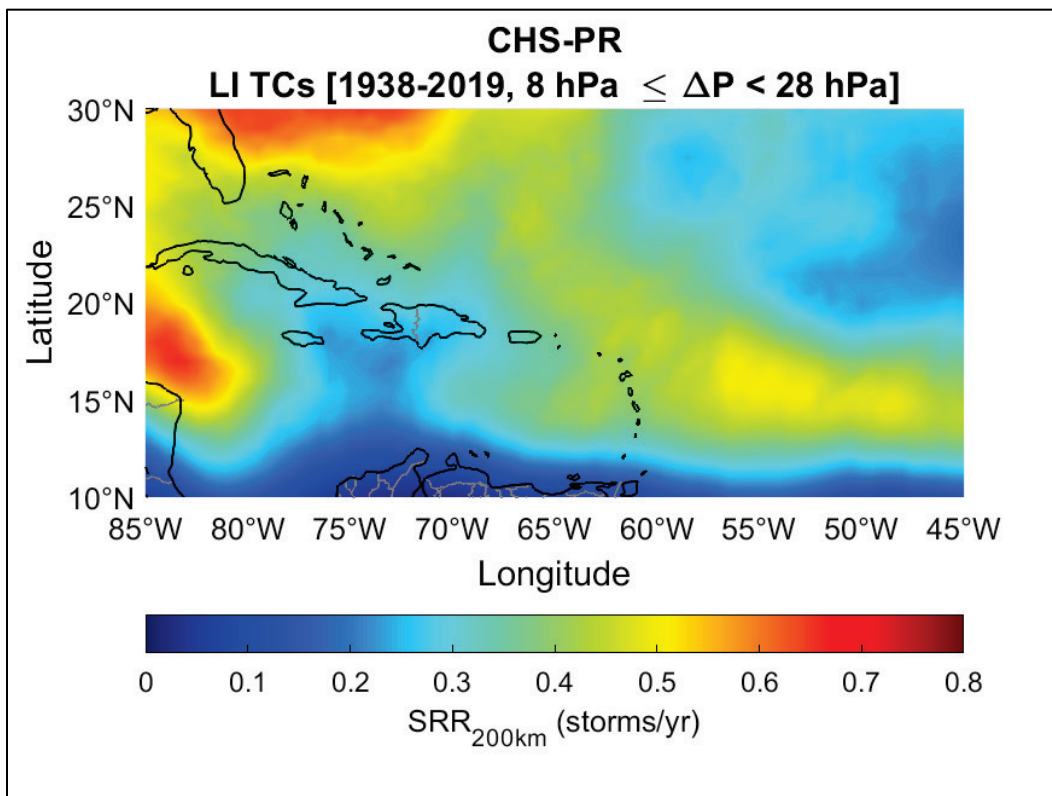 CHS-PR
LI TCs [1938-2019, 8 hPa ≤ ΔP < 28 hPa]
30°N
25°N
20°N
15°N
10°N
Latitude
85°W 80°W 75°W 70°W 65°W 60°W 55°W 50°W 45°W
Longitude
0 0.1 0.2 0.3 0.4 0.5 0.6 0.7 0.8
SRR200km (storms/yr)